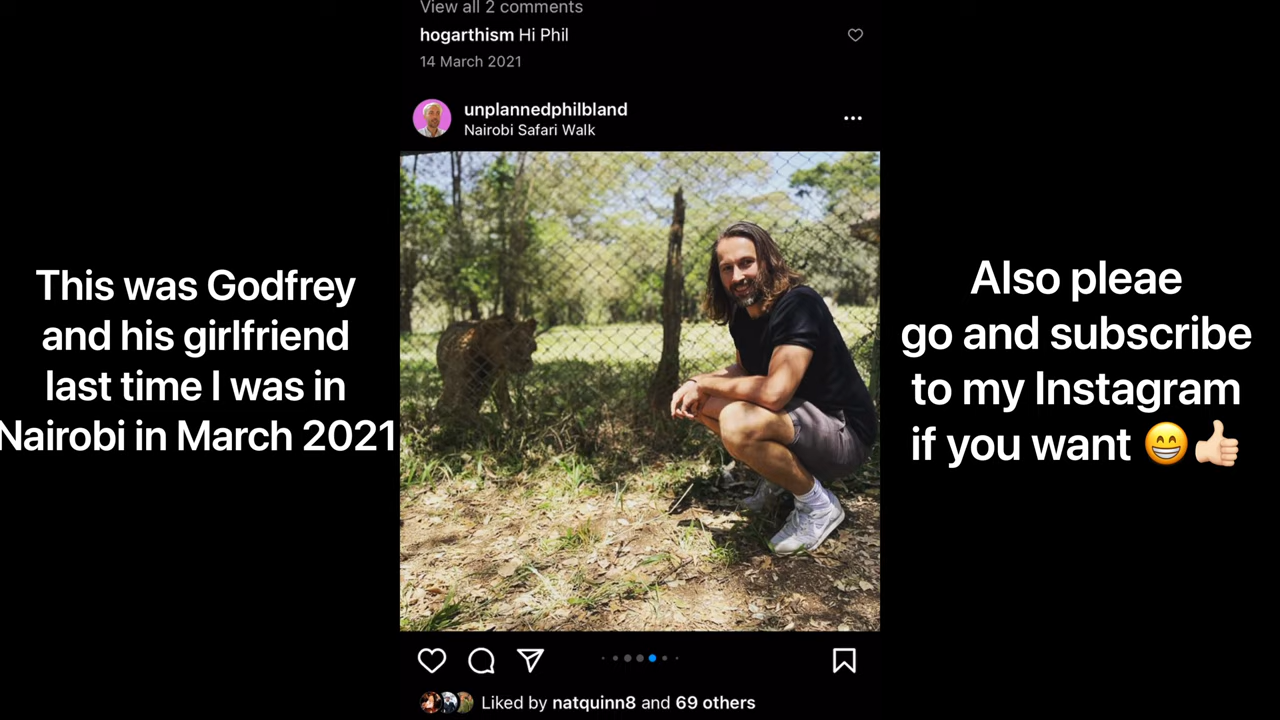 View all 2 comments
hogarthism Hi Phil
14 March 2021
unplannedphilbland
Nairobi Safari Walk
This was Godfrey
and his girlfriend
last time I was in
Nairobi in March 2021
Also pleae
go and subscribe
to my Instagram
if you want 😁👍🏻
Liked by natquinn8 and 69 others